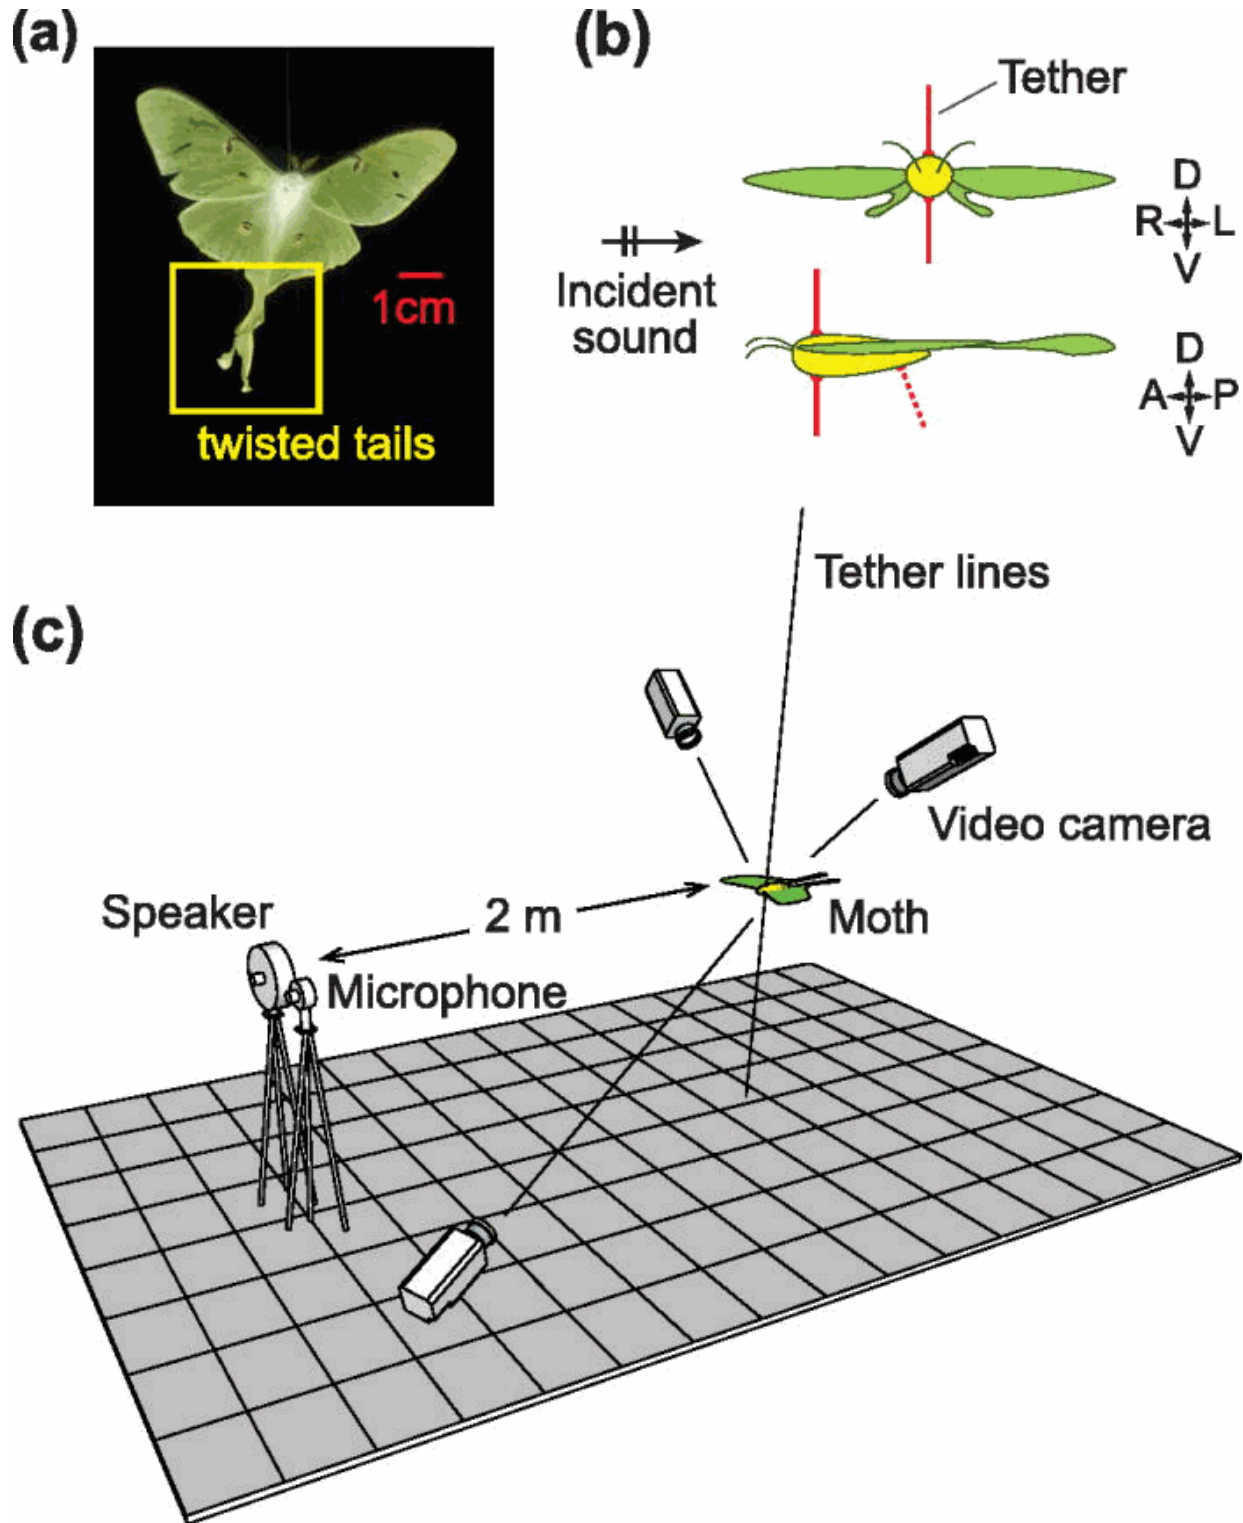 (a)
1cm
twisted tails
(b)
Tether
D
R L
V
Incident
sound
D
A P
V
(c)
Tether lines
Video camera
Speaker
2 m
Moth
Microphone